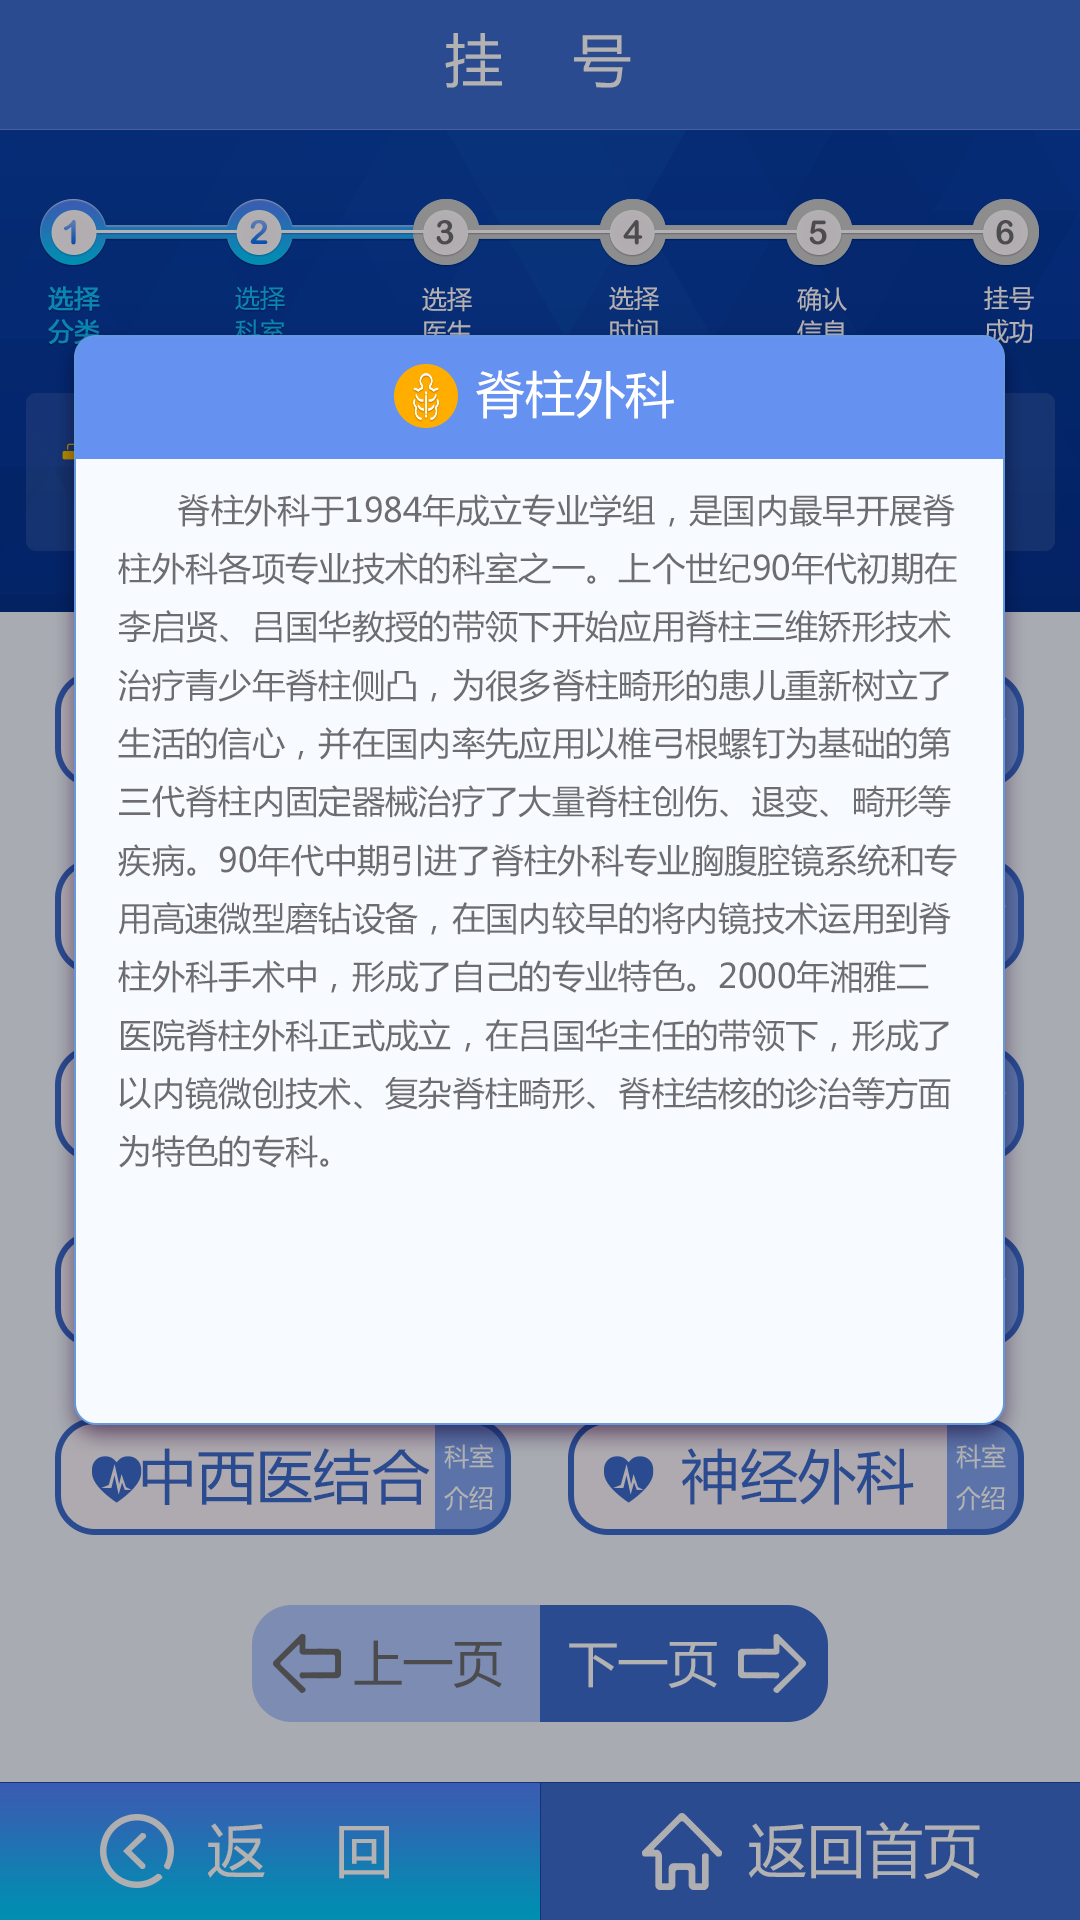 挂 号
1 2 3 4 5 6
选择 选择 选择 选择 确认 挂号
分类 科室 医生 时间 信息 成功
脊柱外科
脊柱外科于1984年成立专业学组，是国内最早开展脊
柱外科各项专业技术的科室之一。上个世纪90年代初期在
李启贤、吕国华教授的带领下开始应用脊柱三维矫形技术
治疗青少年脊柱侧凸，为很多脊柱畸形的患儿重新树立了
生活的信心，并在国内率先应用以椎弓根螺钉为基础的第
三代脊柱内固定器械治疗了大量脊柱创伤、退变、畸形等
疾病。90年代中期引进了脊柱外科专业胸腹腔镜系统和专
用高速微型磨钻设备，在国内较早的将内镜技术运用到脊
柱外科手术中，形成了自己的专业特色。2000年湘雅二
医院脊柱外科正式成立，在吕国华主任的带领下，形成了
以内镜微创技术、复杂脊柱畸形、脊柱结核的诊治等方面
为特色的专科。
中西医结合 科室 神经外科 科室
介绍 介绍
上一页 下一页
返 回 返回首页